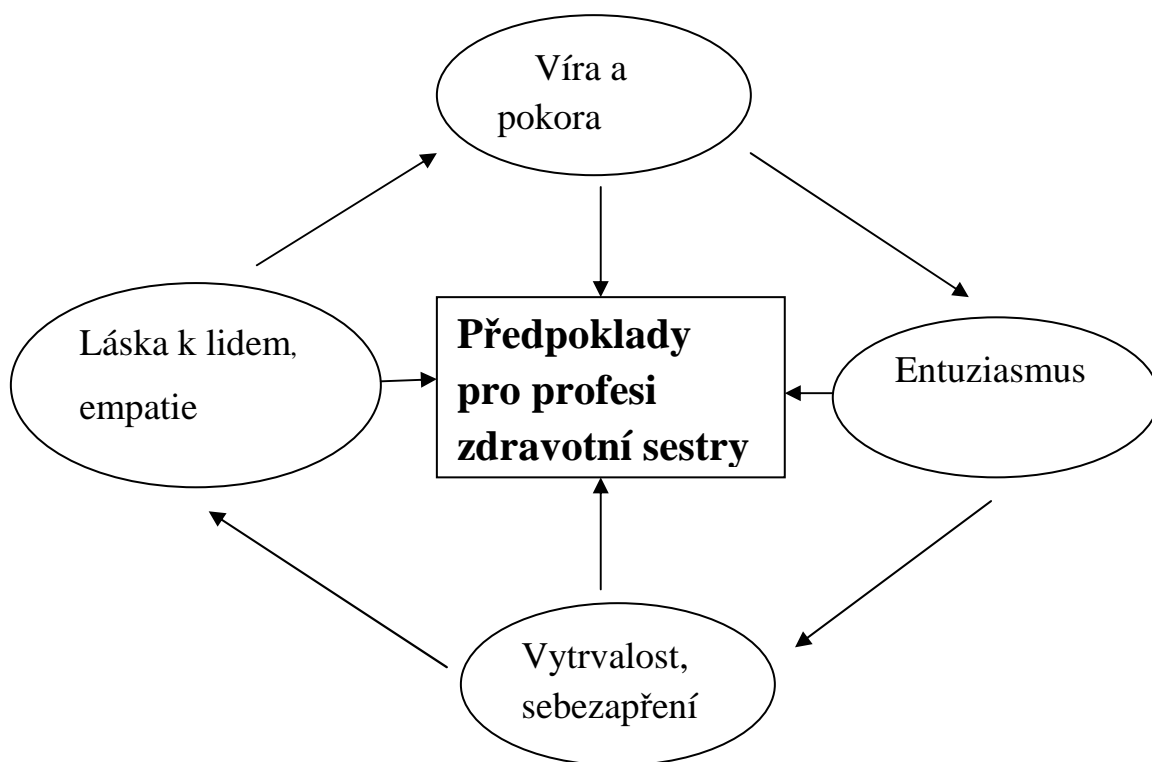 Víra a
pokora
Láska k lidem,
empatie
Předpoklady
pro profesi
zdravotní sestry
Entuziasmus
Vytrvalost,
sebezapření